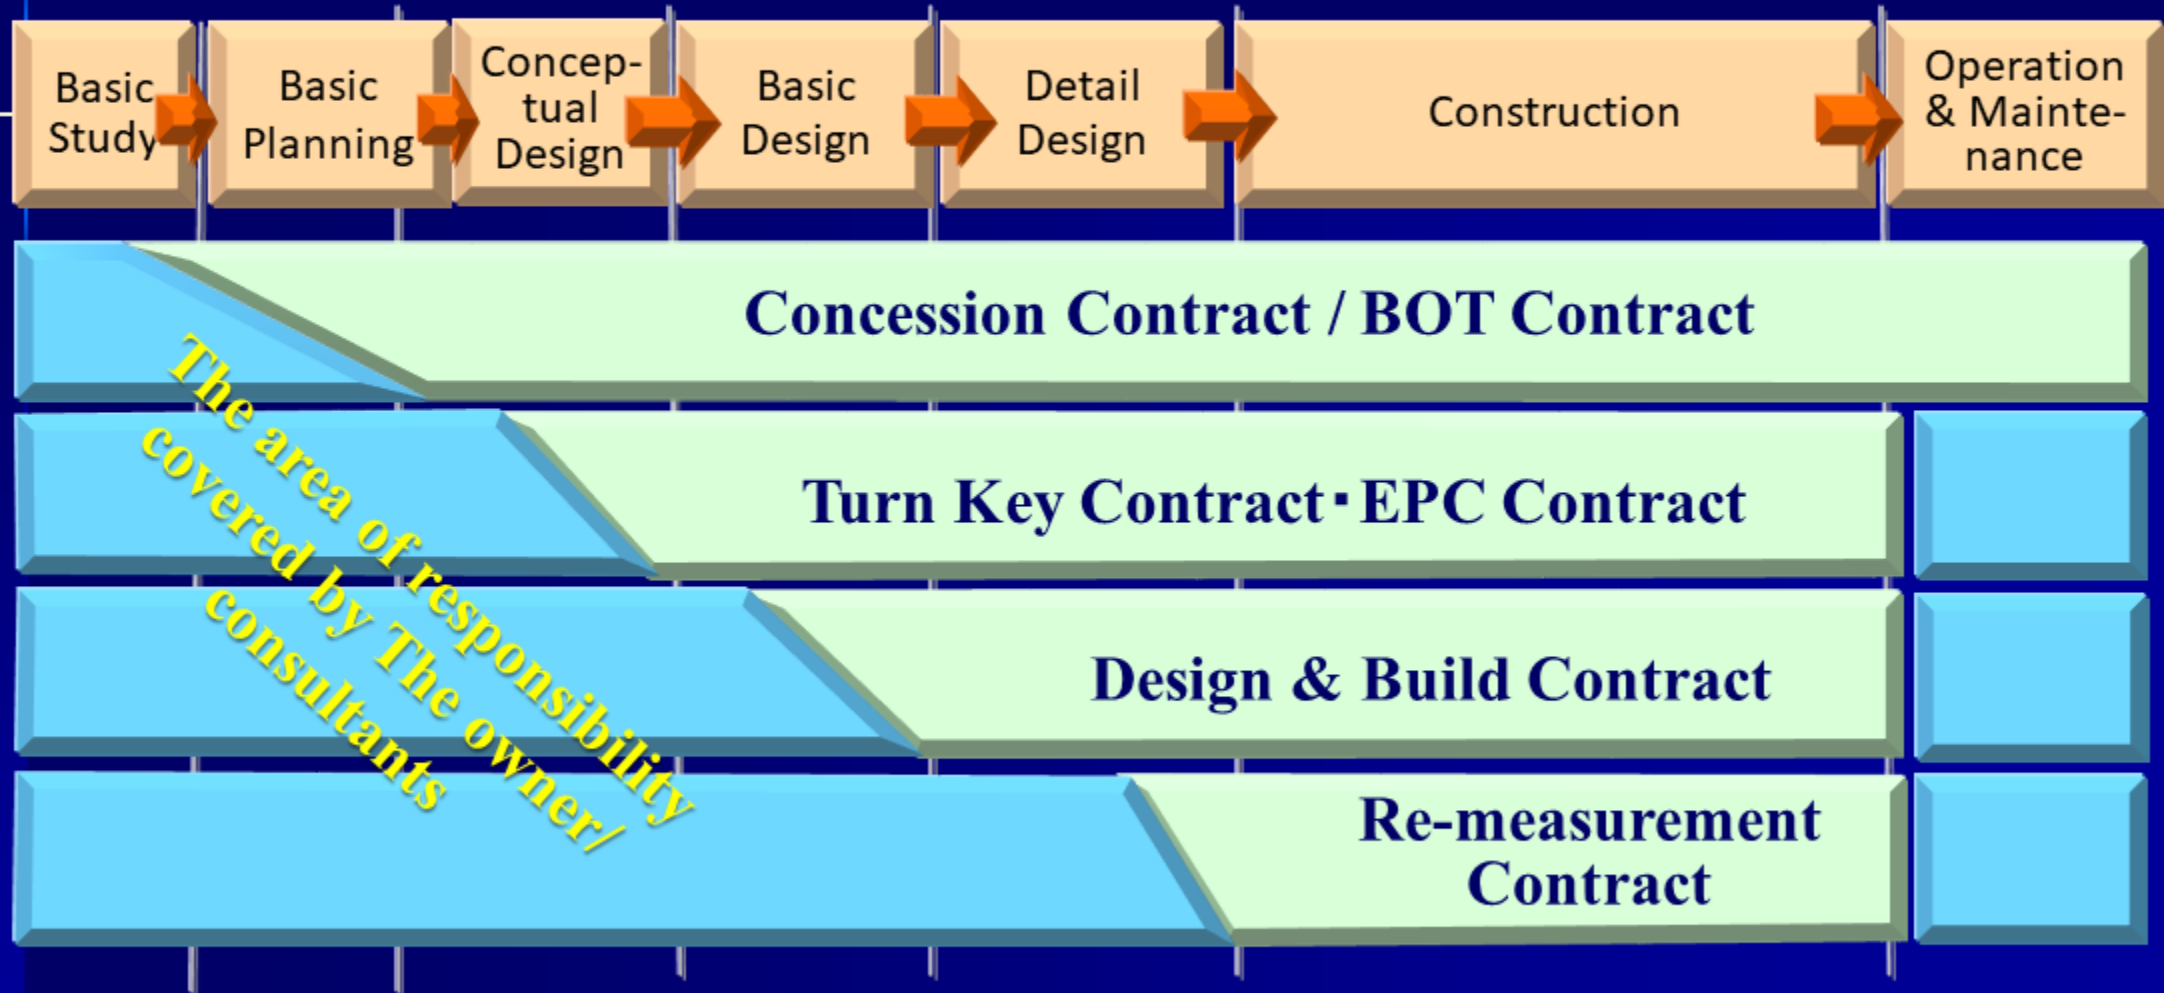 Basic
Study
Basic
Planning
Concep-
tual
Design
Basic
Design
Detail
Design
Construction
Operation
& Mainte-
nance
Concession Contract / BOT Contract
Turn Key Contract・EPC Contract
Design & Build Contract
Re-measurement
Contract
The area of responsibility
covered by The owner/
consultants